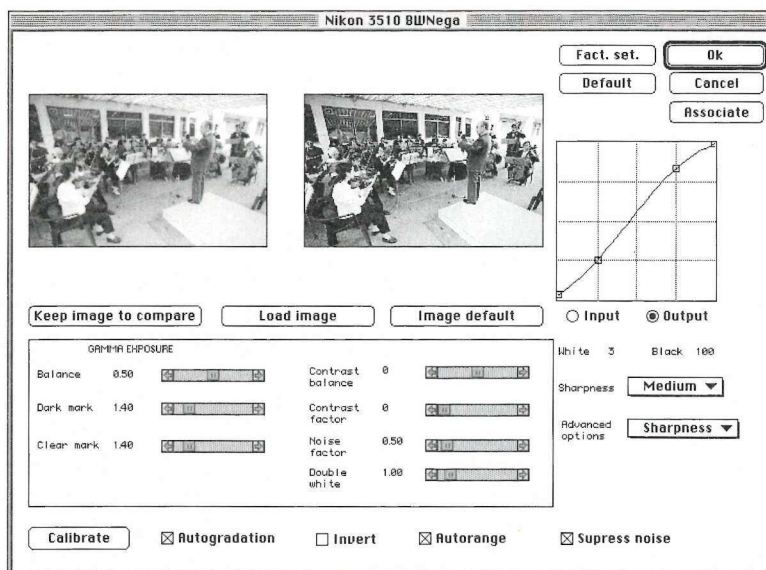 Nikon 3510 BWNega
Fact. set.
Ok
Default
Cancel
Associate
Keep image to compare
Load image
Image default
Input
Output
GAMMA EXPOSURE
Balance 0.50
Dark mark 1.40
Clear mark 1.40
Contrast balance 0
Contrast factor 0
Noise factor 0.50
Double white 1.00
White 3 Black 100
Sharpness Medium
Advanced options Sharpness
Calibrate
Autogradation
Invert
Autorange
Supress noise